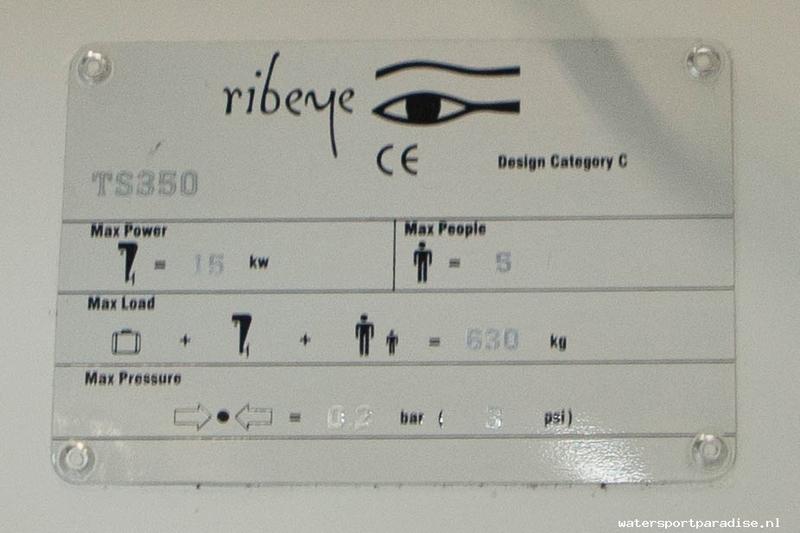 ribeye
CE
Design Category C
TS350
Max Power
= 15 kw
Max People
= 5
Max Load
+ + = 630 kg
Max Pressure
= 0.2 bar ( 3 psi)
watersportparadise.nl